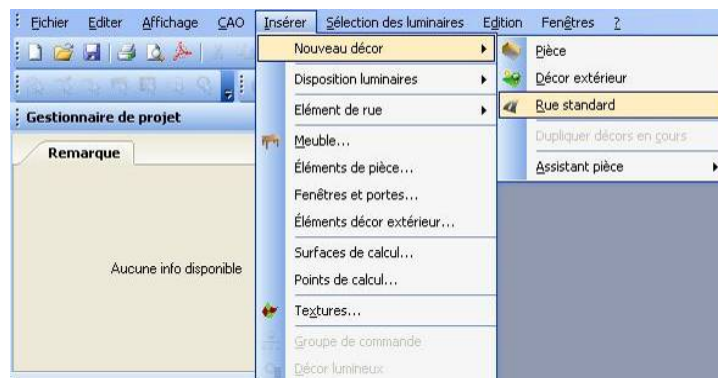 Fichier Editer Affichage CAO Insérer Sélection des luminaires Edition Fenêtres ?
Nouveau décor
Pièce
Disposition luminaires
Décor extérieur
Elément de rue
Rue standard
Gestionnaire de projet
Dupliquer décors en cours
Remarque
Meuble...
Assistant pièce
Éléments de pièce...
Fenêtres et portes...
Éléments décor extérieur...
Surfaces de calcul...
Aucune info disponible
Points de calcul...
Textures...
Groupe de commande
Décor lumineux